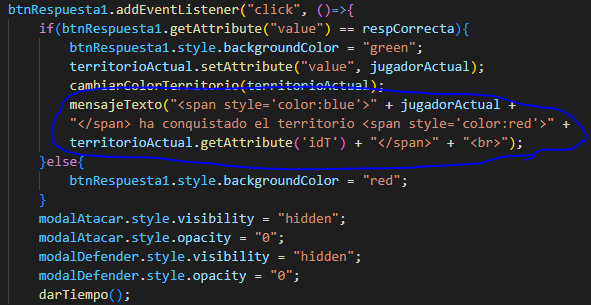 btnRespuesta1.addEventListener("click", ()=>{
if(btnRespuesta1.getAttribute("value") == respCorrecta){
btnRespuesta1.style.backgroundColor = "green";
territorioActual.setAttribute("value", jugadorActual);
cambiarColorTerritorio(territorioActual);
mensajeTexto("<span style='color:blue'>" + jugadorActual +
"</span> ha conquistado el territorio <span style='color:red'>" +
territorioActual.getAttribute('idT') + "</span>" + "<br>");
}else{
btnRespuesta1.style.backgroundColor = "red";
}
modalAtacar.style.visibility = "hidden";
modalAtacar.style.opacity = "0";
modalDefender.style.visibility = "hidden";
modalDefender.style.opacity = "0";
darTiempo();